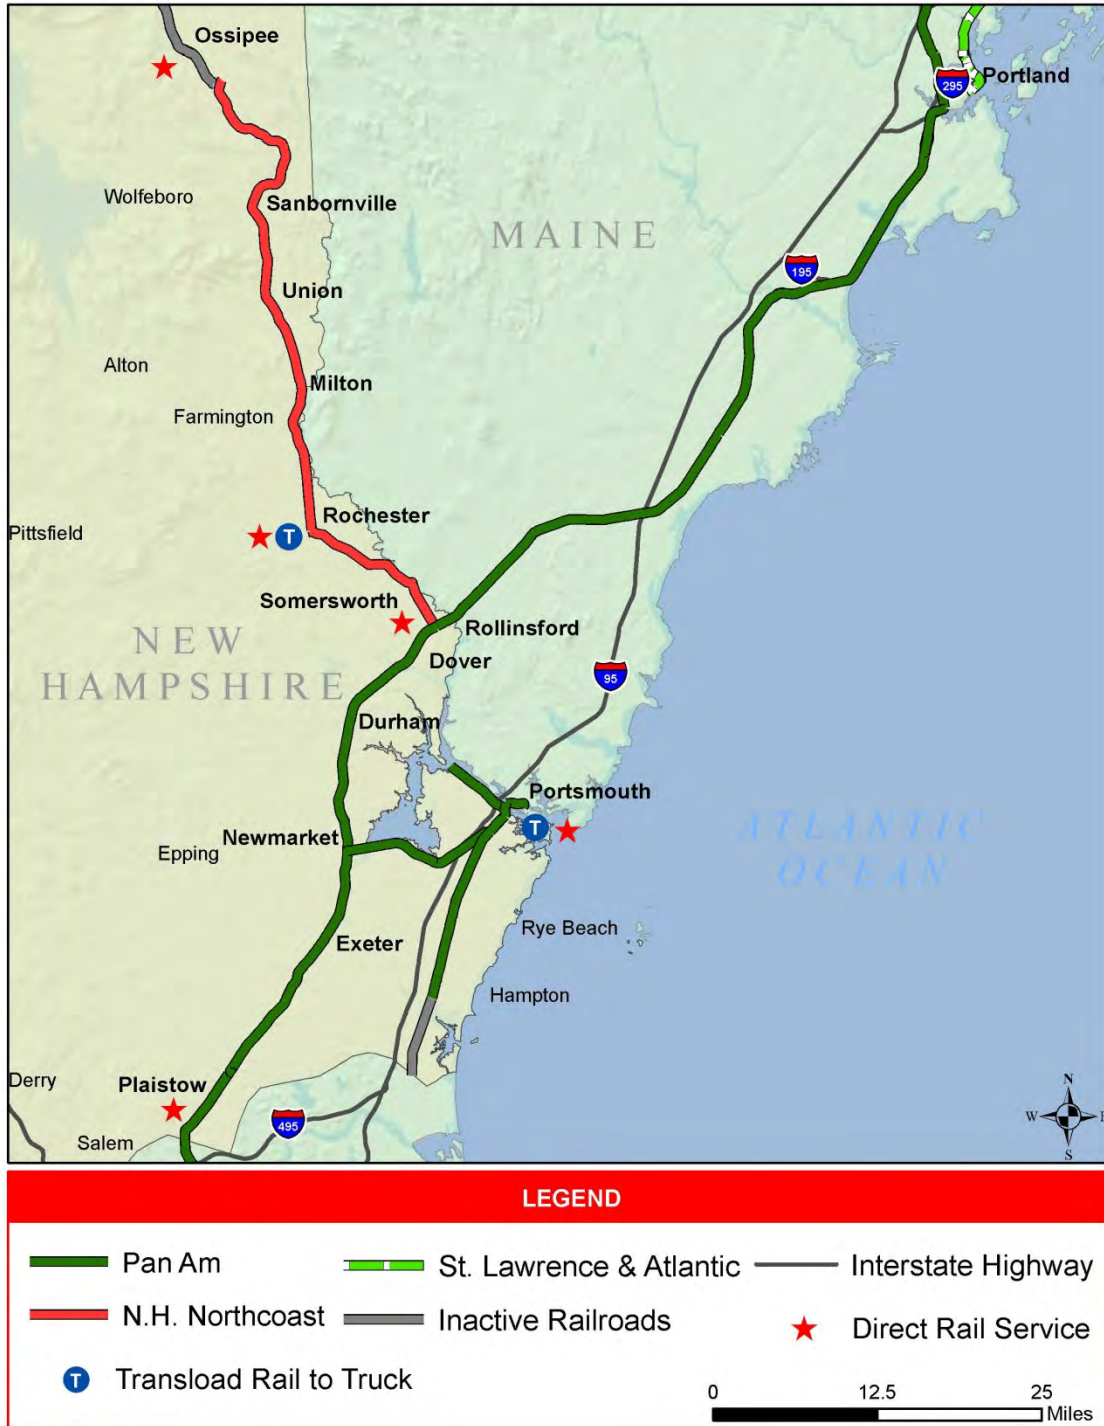 Ossipee
Portland
295
Wolfeboro
Sanbornville
MAINE
195
Union
Alton
Milton
Farmington
Rochester
Pittsfield
T
Somersworth
Rollinsford
NEW
HAMPSHIRE
Dover
95
Durham
Portsmouth
T
ATLANTIC
OCEAN
Newmarket
Epping
Rye Beach
Exeter
Hampton
Derry
Plaistow
495
Salem
N
W E
S
LEGEND
Pan Am
St. Lawrence & Atlantic
Interstate Highway
N.H. Northcoast
Inactive Railroads
Direct Rail Service
T Transload Rail to Truck
0 12.5 25
Miles